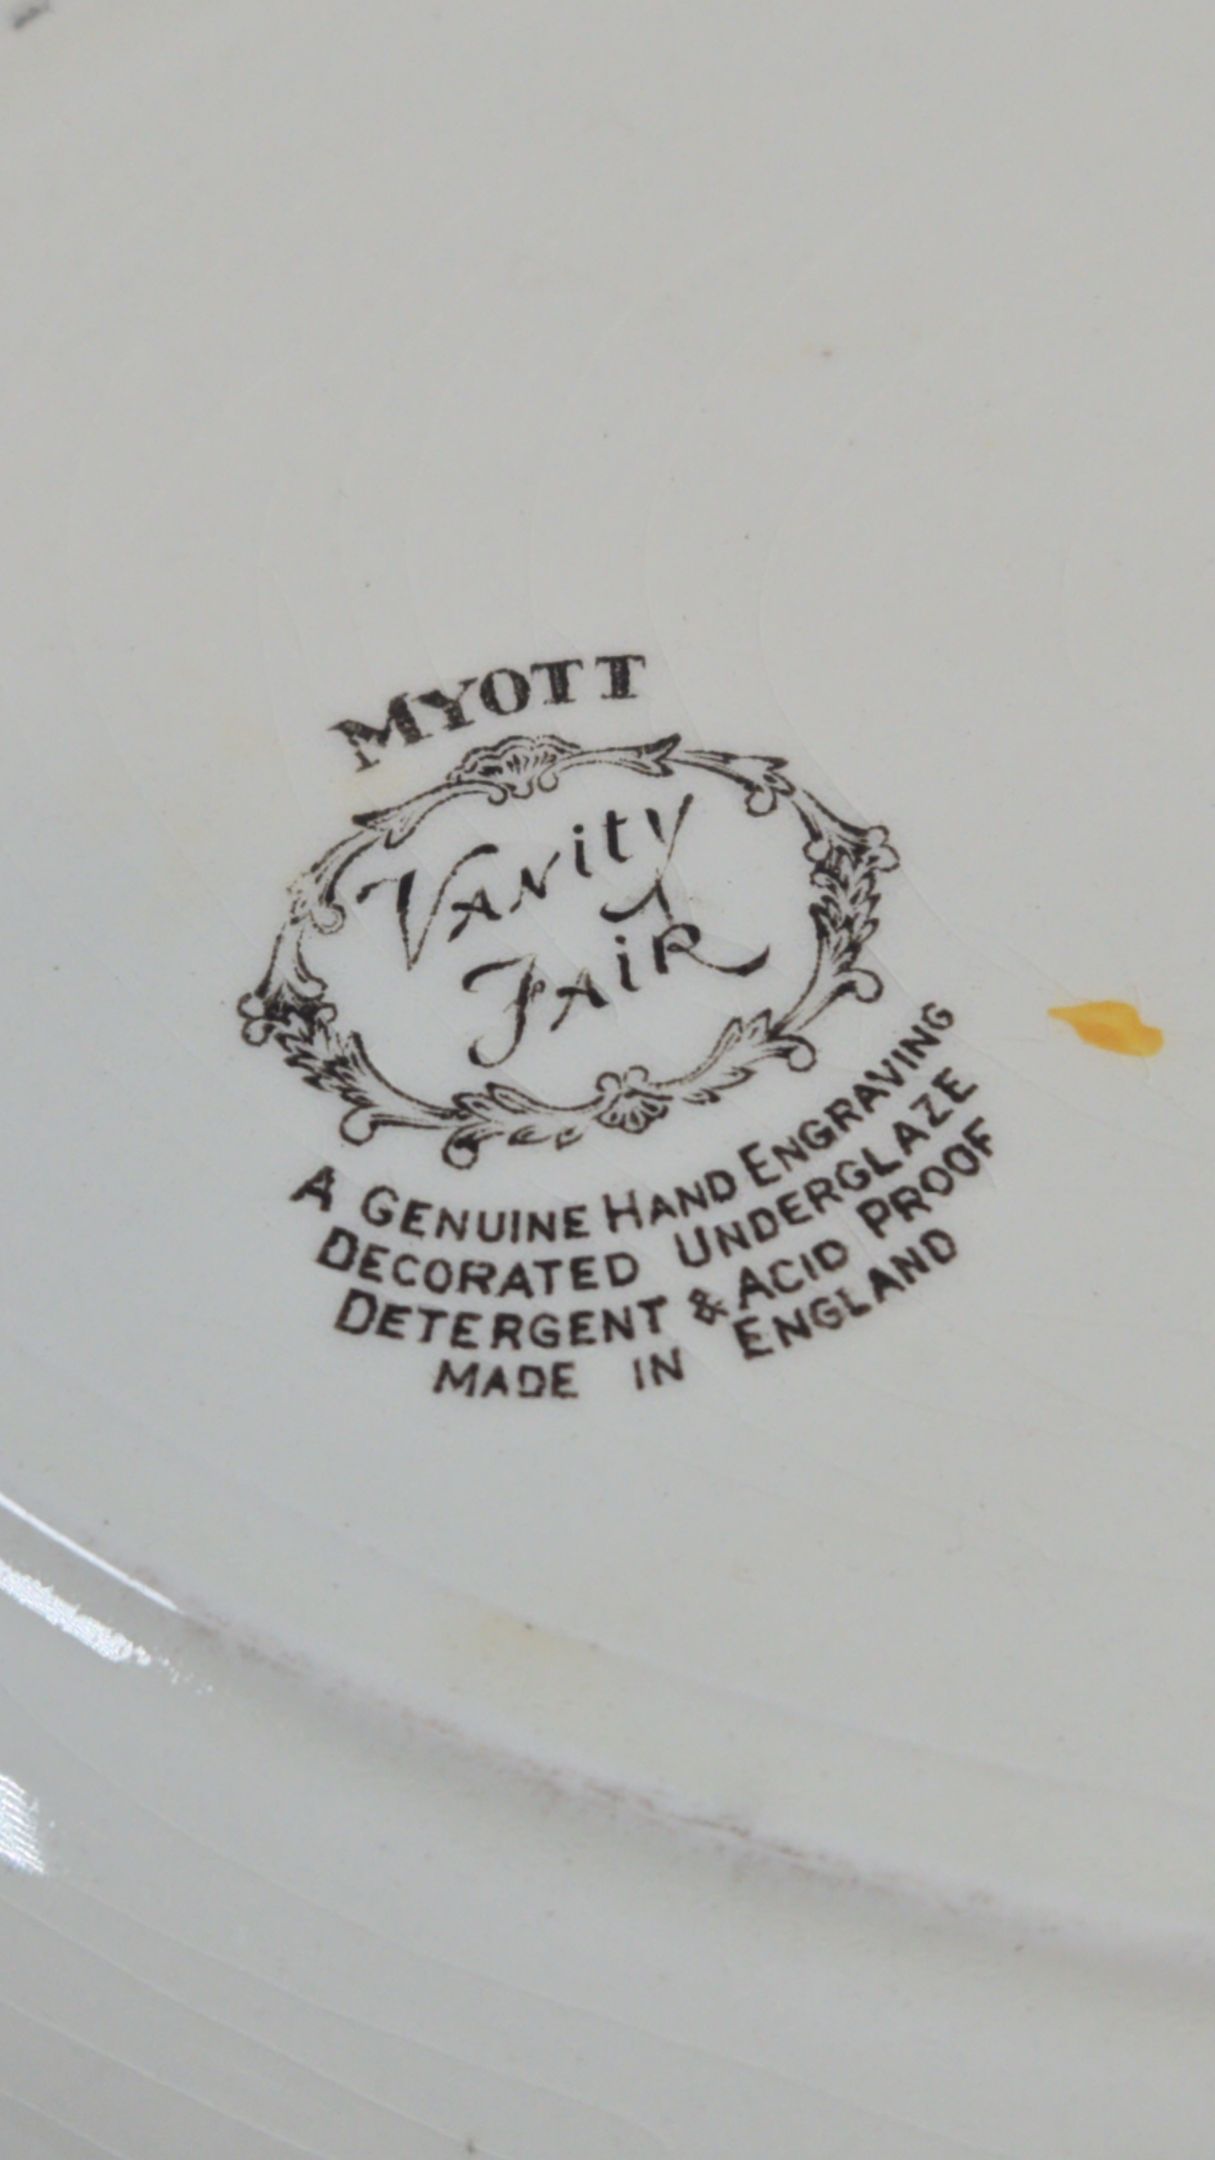 MYOTT
Vanity
Fair
A GENUINE HAND ENGRAVING
DECORATED UNDERGLAZE
DETERGENT & ACID PROOF
MADE IN ENGLAND